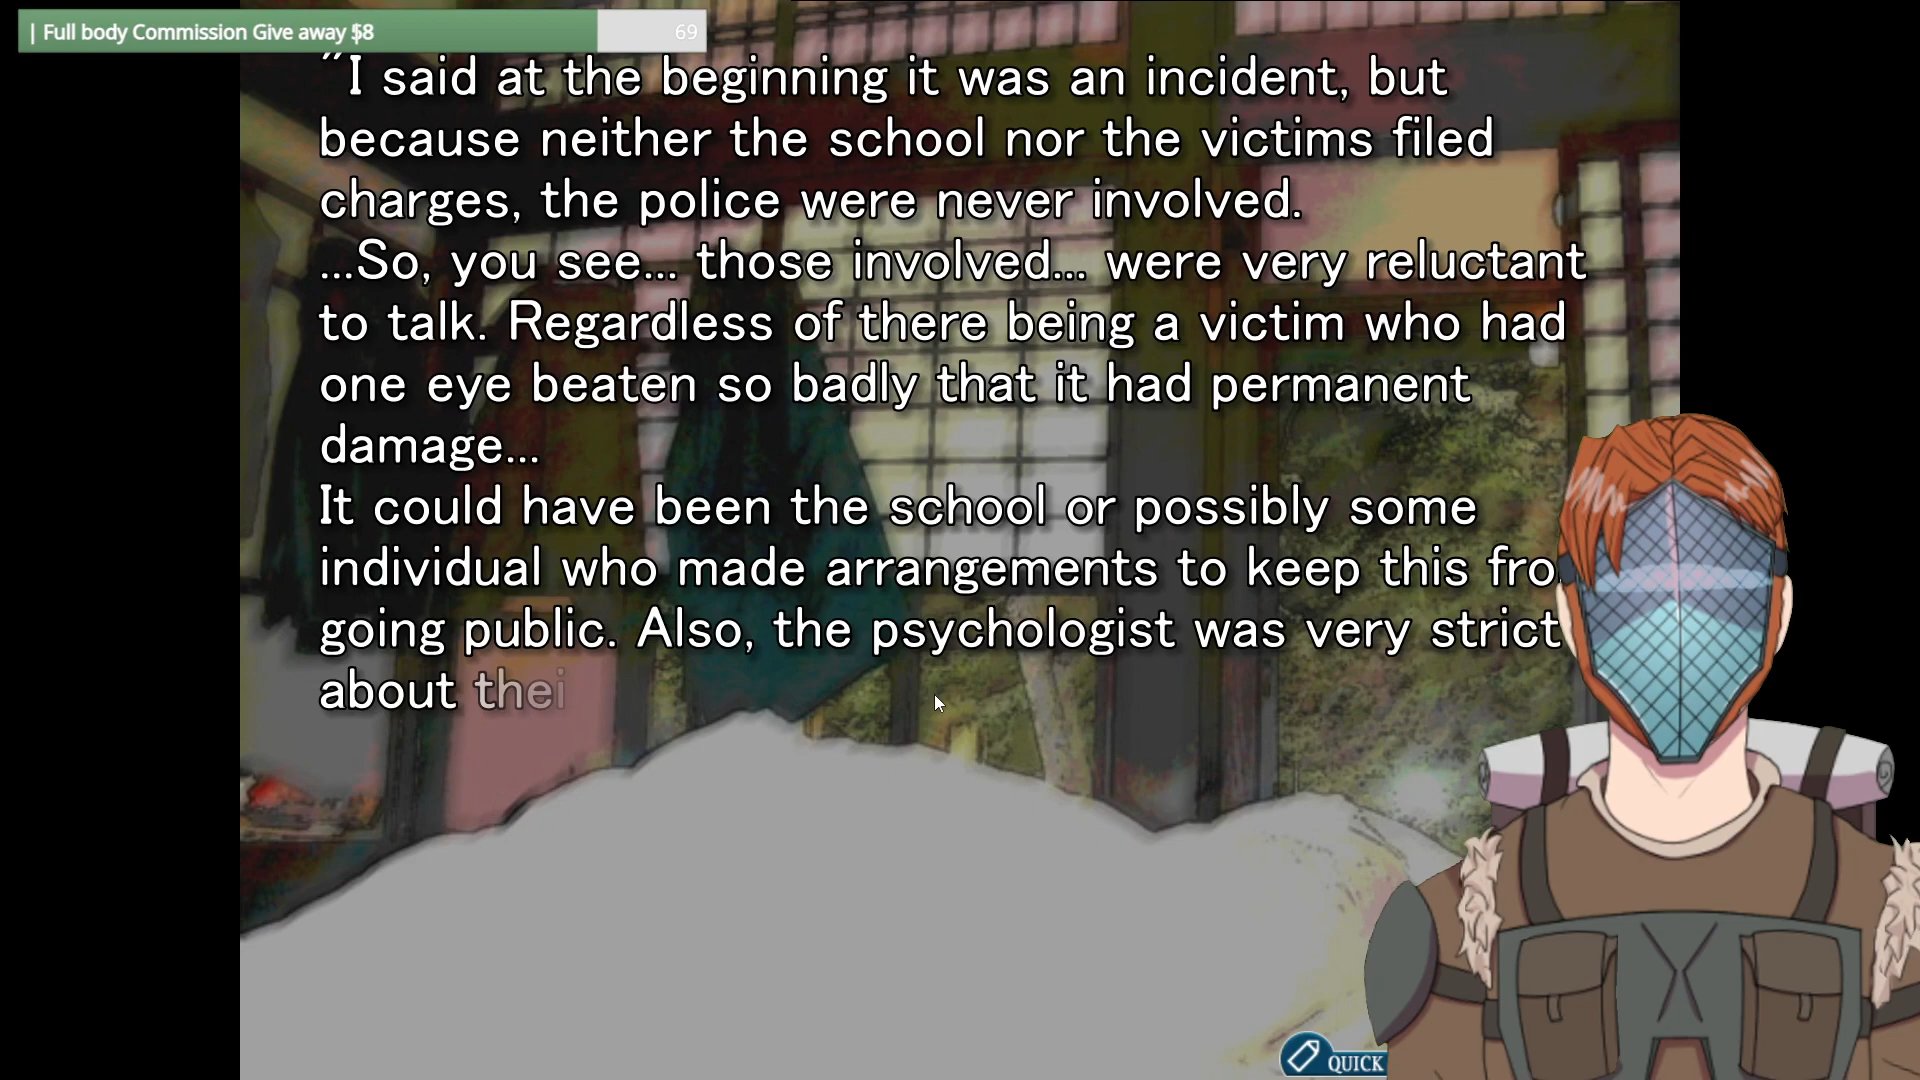 | Full body Commission Give away $8
69
"I said at the beginning it was an incident, but
because neither the school nor the victims filed
charges, the police were never involved.
...So, you see... those involved... were very reluctant
to talk. Regardless of there being a victim who had
one eye beaten so badly that it had permanent
damage...
It could have been the school or possibly some
individual who made arrangements to keep this fro
going public. Also, the psychologist was very strict
about thei
QUICK